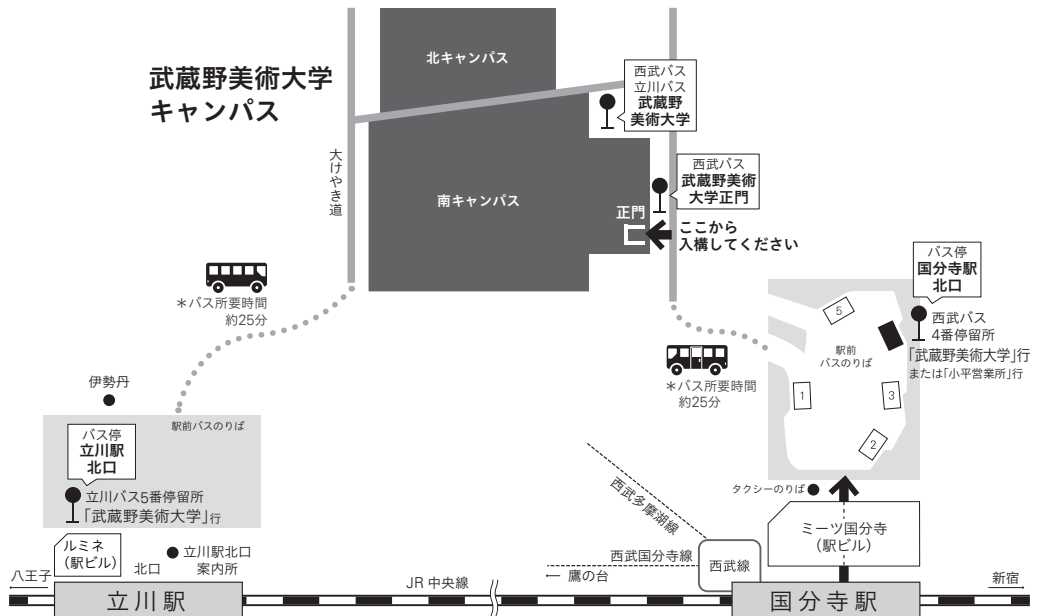 武蔵野美術大学
キャンパス
北キャンパス
西武バス
立川バス
武蔵野
美術大学
大けやき道
南キャンパス
西武バス
武蔵野美術
大学正門
正門
ここから
入構してください
＊バス所要時間
約25分
バス停
国分寺駅
北口
西武バス
4番停留所
「武蔵野美術大学」行
または「小平営業所」行
5
駅前
バスのりば
1
3
2
＊バス所要時間
約25分
伊勢丹
駅前バスのりば
バス停
立川駅
北口
立川バス5番停留所
「武蔵野美術大学」行
ルミネ
（駅ビル）
北口
立川駅北口
案内所
西武多摩湖線
タクシーのりば
ミーツ国分寺
（駅ビル）
西武国分寺線
← 鷹の台
西武線
八王子
立川駅
JR 中央線
国分寺駅
新宿